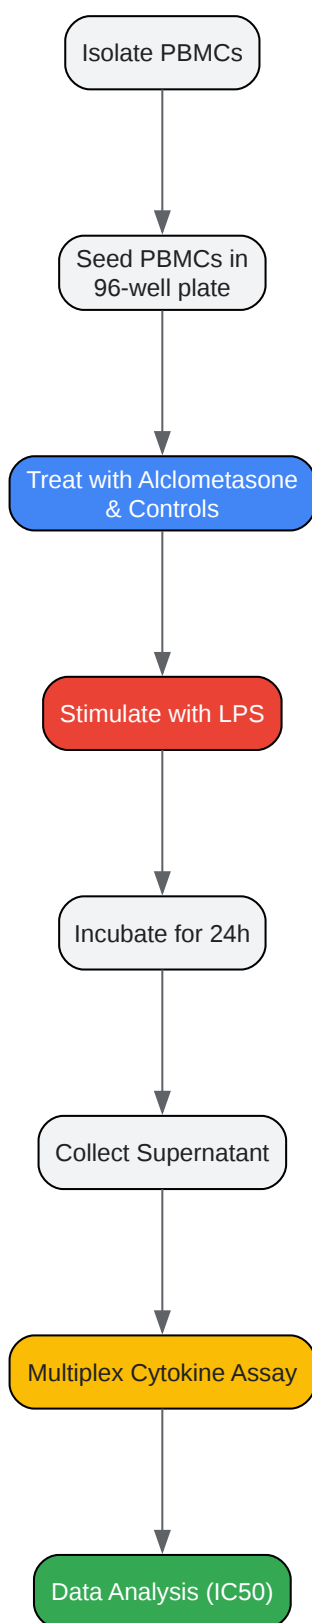 Isolate PBMCs
Seed PBMCs in
96-well plate
Treat with Alclometasone
& Controls
Stimulate with LPS
Incubate for 24h
Collect Supernatant
Multiplex Cytokine Assay
Data Analysis (IC50)